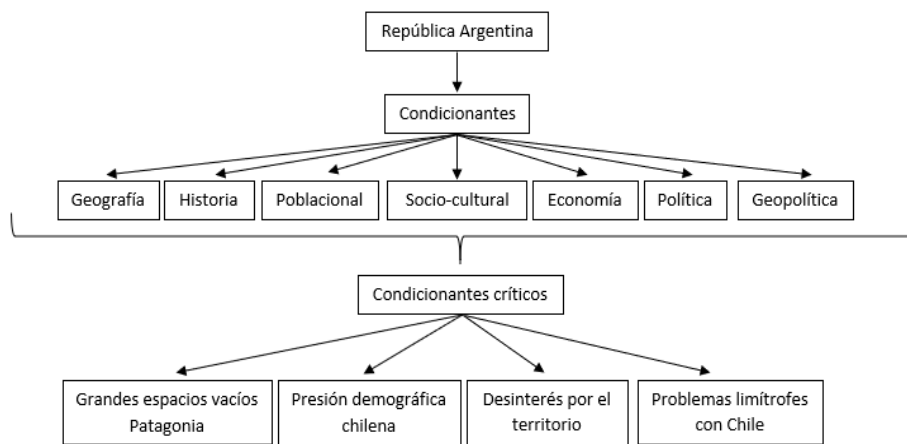 República Argentina
Condicionantes
Geografía
Historia
Poblacional
Socio-cultural
Economía
Política
Geopolítica
Condicionantes críticos
Grandes espacios vacíos
Patagonia
Presión demográfica
chilena
Desinterés por el
territorio
Problemas limítrofes
con Chile